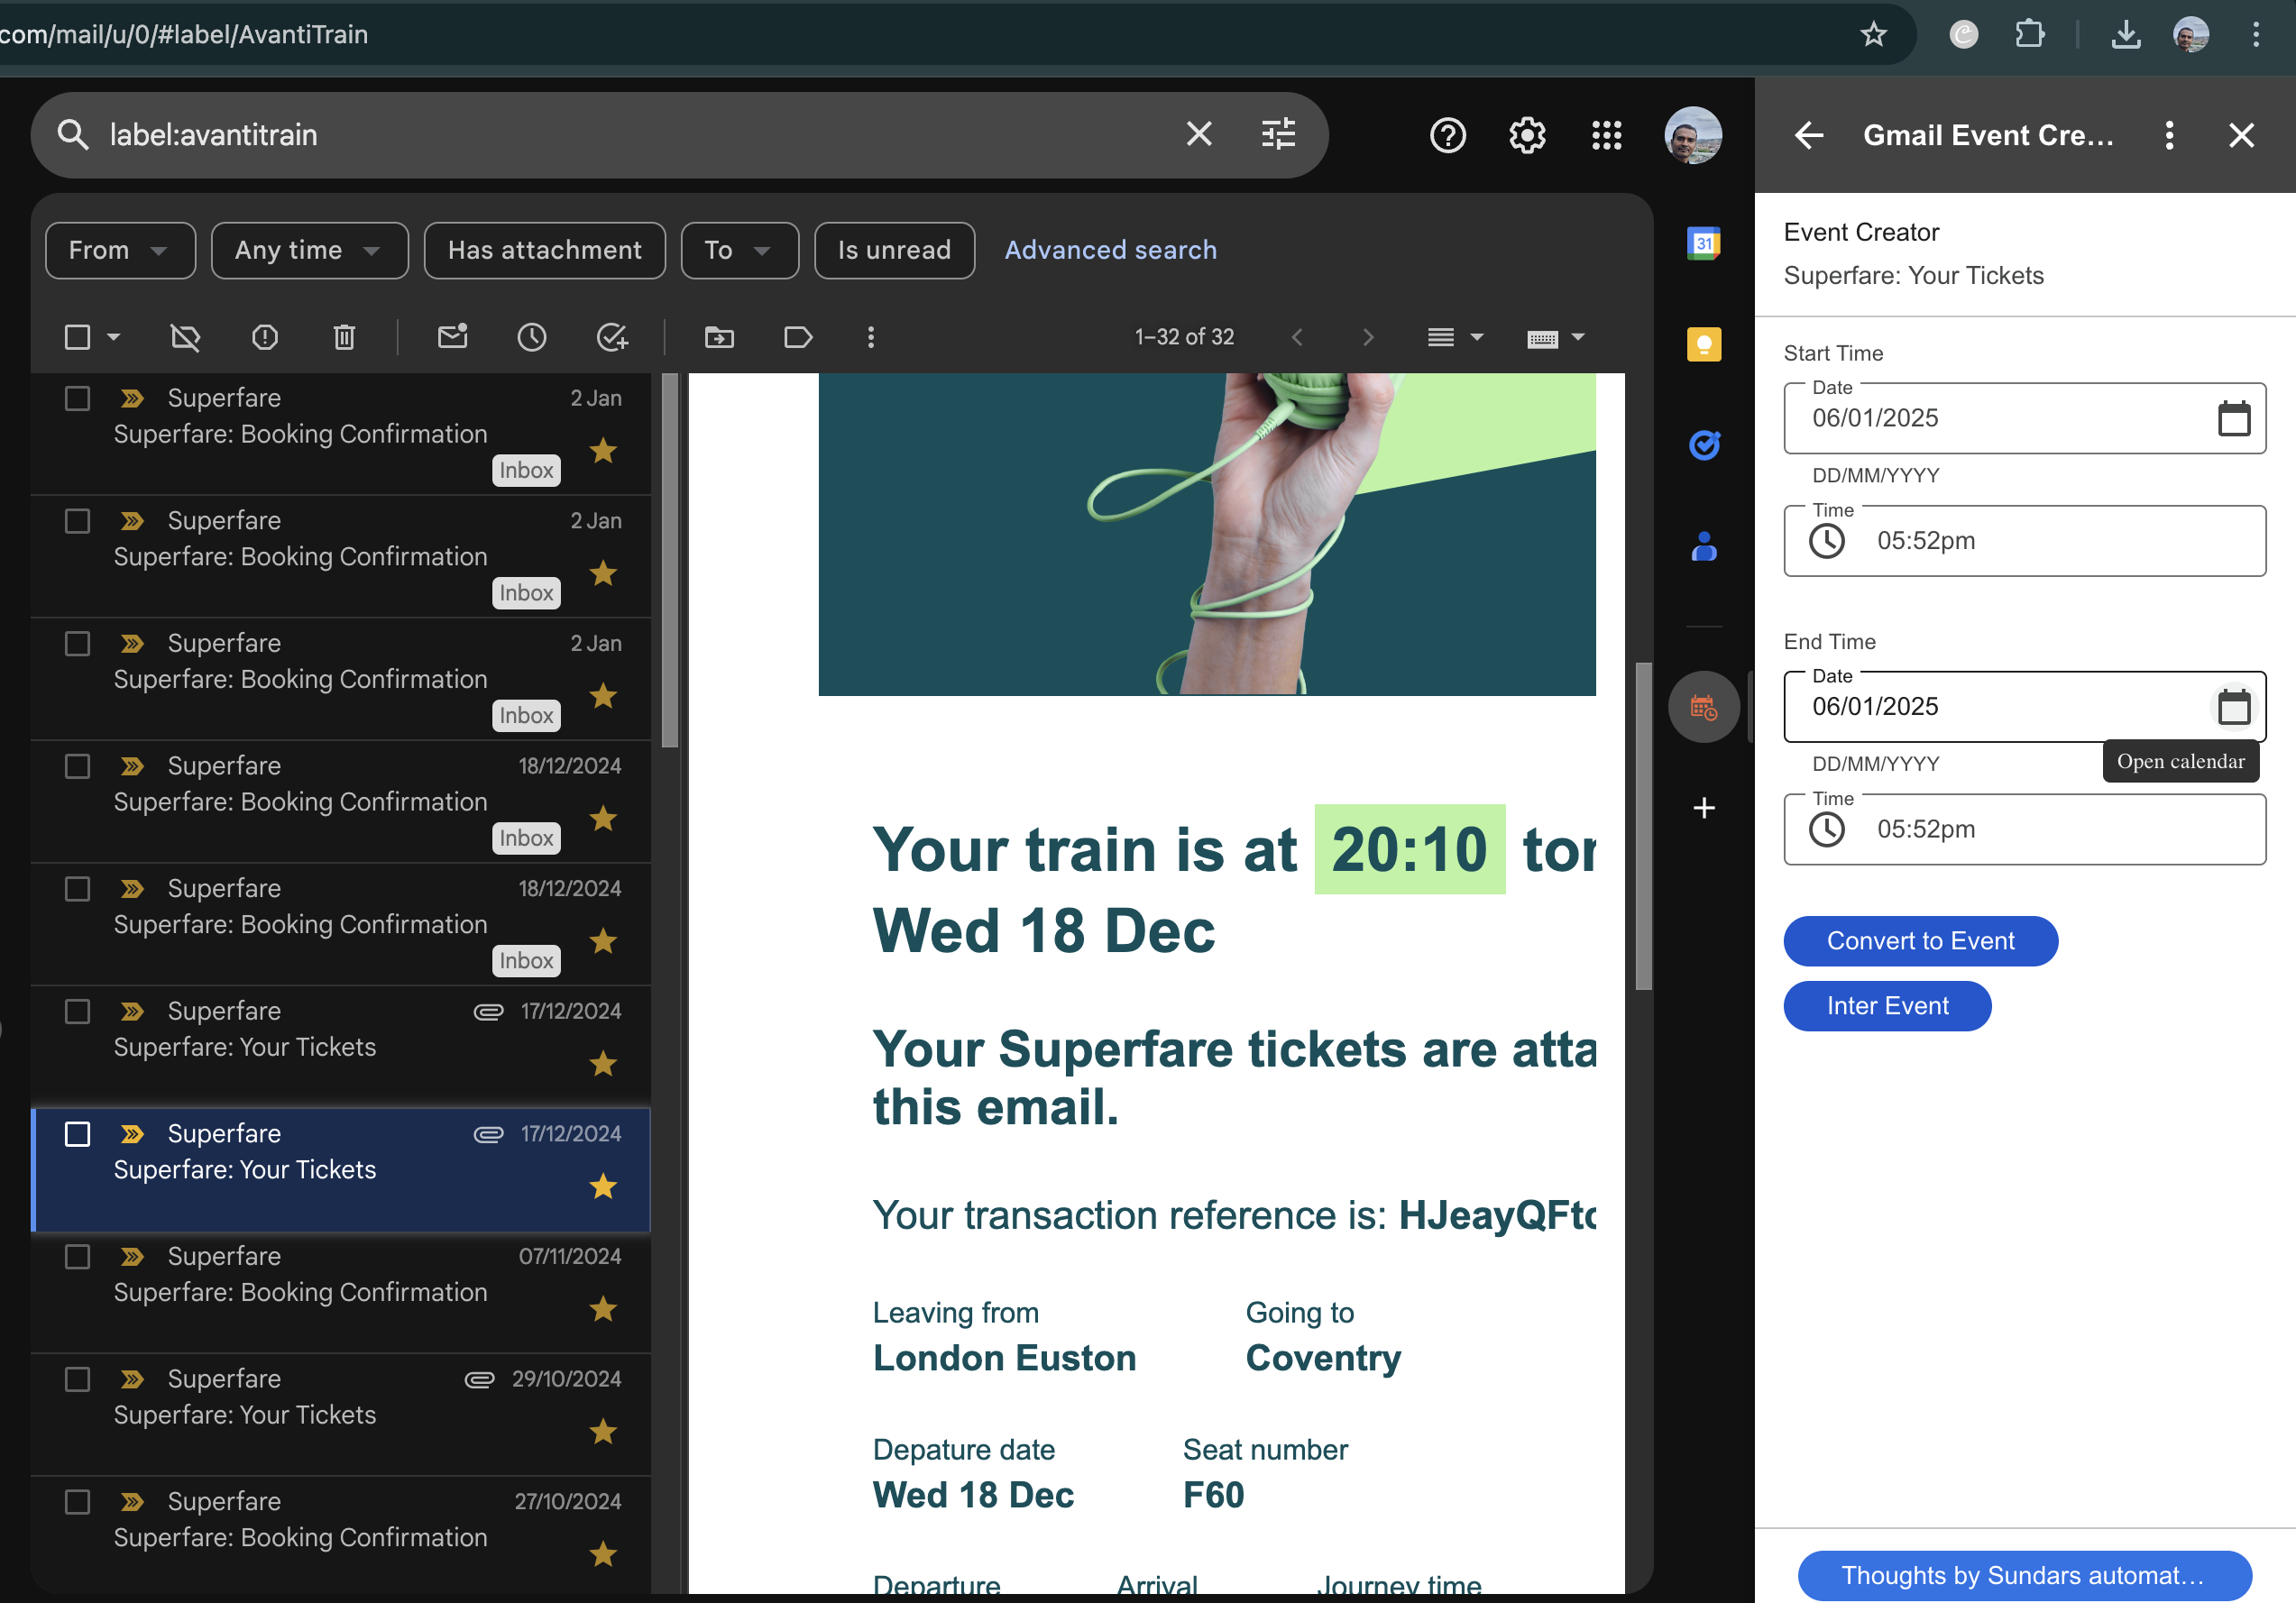 com/mail/u/0/#label/AvantiTrain
label:avantitrain
From
Any time
Has attachment
To
Is unread
Advanced search
1–32 of 32
Superfare
2 Jan
Superfare: Booking Confirmation
Inbox
Superfare
2 Jan
Superfare: Booking Confirmation
Inbox
Superfare
2 Jan
Superfare: Booking Confirmation
Inbox
Superfare
18/12/2024
Superfare: Booking Confirmation
Inbox
Superfare
18/12/2024
Superfare: Booking Confirmation
Inbox
Superfare
17/12/2024
Superfare: Your Tickets
Superfare
17/12/2024
Superfare: Your Tickets
Superfare
07/11/2024
Superfare: Booking Confirmation
Superfare
29/10/2024
Superfare: Your Tickets
Superfare
27/10/2024
Superfare: Booking Confirmation
Your train is at 20:10 tor
Wed 18 Dec
Your Superfare tickets are atta
this email.
Your transaction reference is: HJeayQFtc
Leaving from
Going to
London Euston
Coventry
Depature date
Seat number
Wed 18 Dec
F60
Departure
Arrival
Journey time
31
Gmail Event Cre...
Event Creator
Superfare: Your Tickets
Start Time
Date
06/01/2025
DD/MM/YYYY
Time
05:52pm
End Time
Date
06/01/2025
DD/MM/YYYY
Open calendar
Time
05:52pm
Convert to Event
Inter Event
Thoughts by Sundars automat...